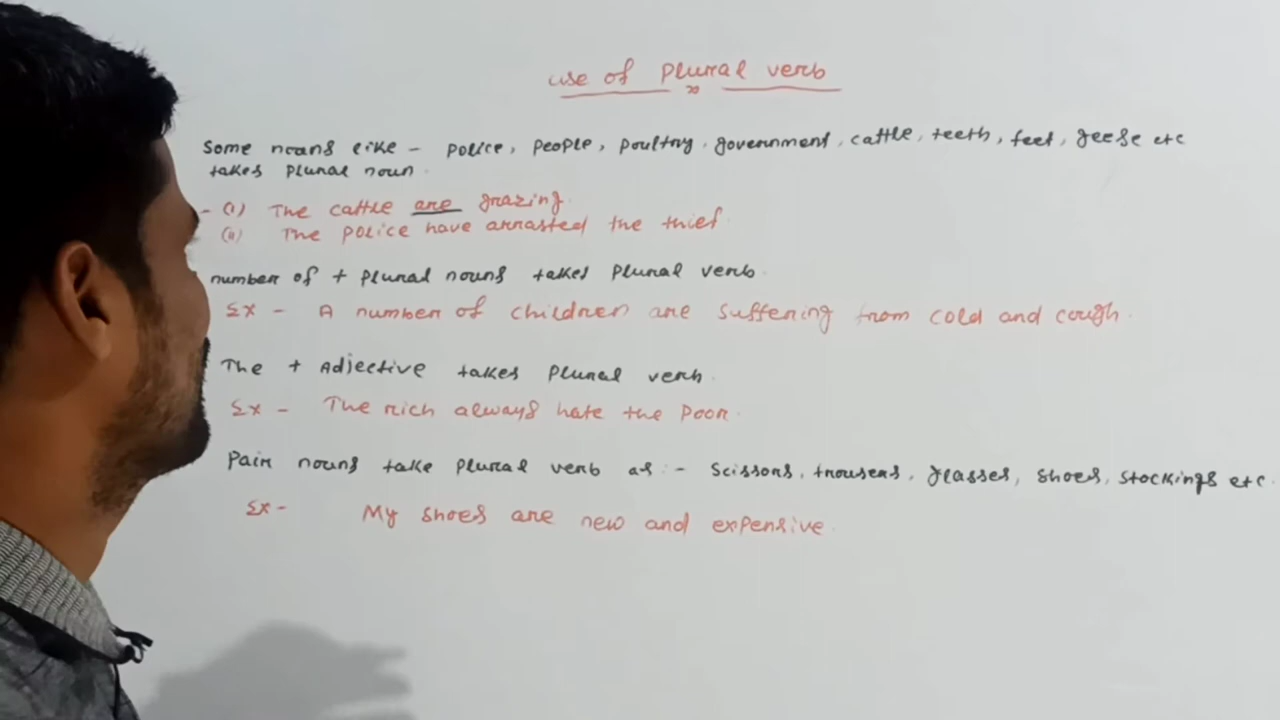 use of plural verb
Some nouns like - police, people, poultry, government, cattle, teeth, feet, geese etc
takes plural noun.
- (i) The cattle are grazing.
(ii) The police have arrasted the thief.
number of + plural nouns takes plural verb.
Ex - A number of children are suffering from cold and cough.
The + Adjective takes plural verb.
Ex - The rich always hate the poor.
Pair nouns take plural verb as :- scissors, trousers, glasses, shoes, stockings etc.
Ex - My shoes are new and expensive.